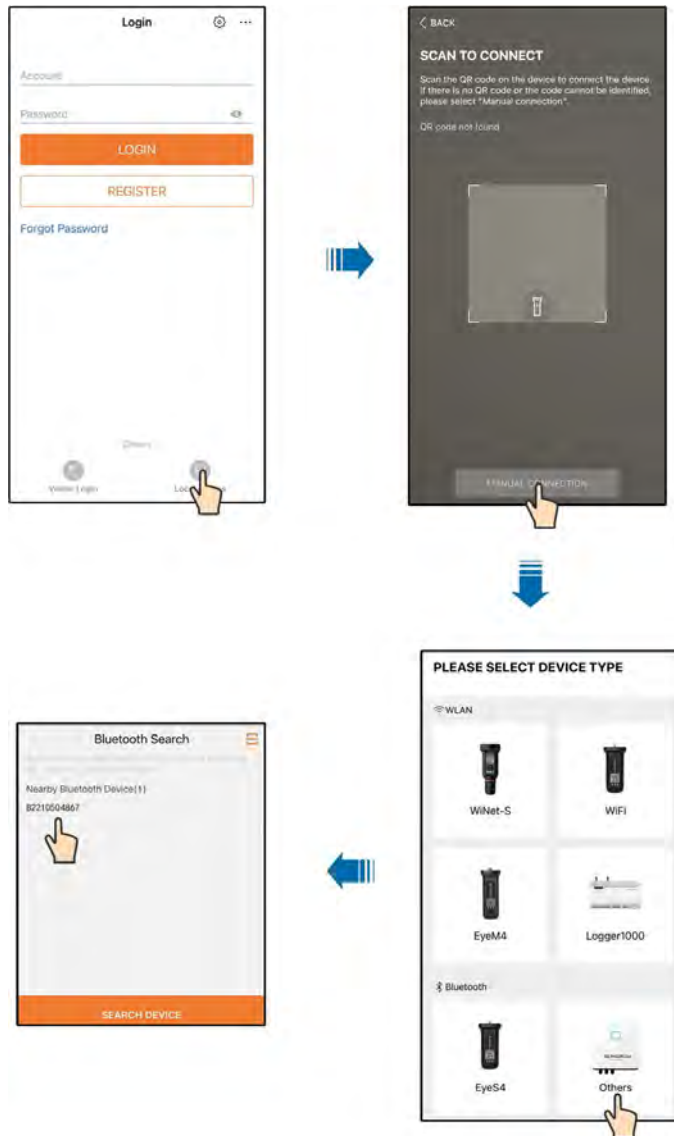 Login
...
Account
Password
LOGIN
REGISTER
Forgot Password
Others
Visitor Login
BACK
SCAN TO CONNECT
Scan the QR code on the device to connect the device.
If there is no QR code or the code cannot be identified,
please select "Manual connection".
QR code not found
MANUAL CONNECTION
PLEASE SELECT DEVICE TYPE
WLAN
WiNet-S
WiFi
EyeM4
Logger1000
Bluetooth
EyeS4
Others
Bluetooth Search
Nearby Bluetooth Device(1)
B2210504867
SEARCH DEVICE